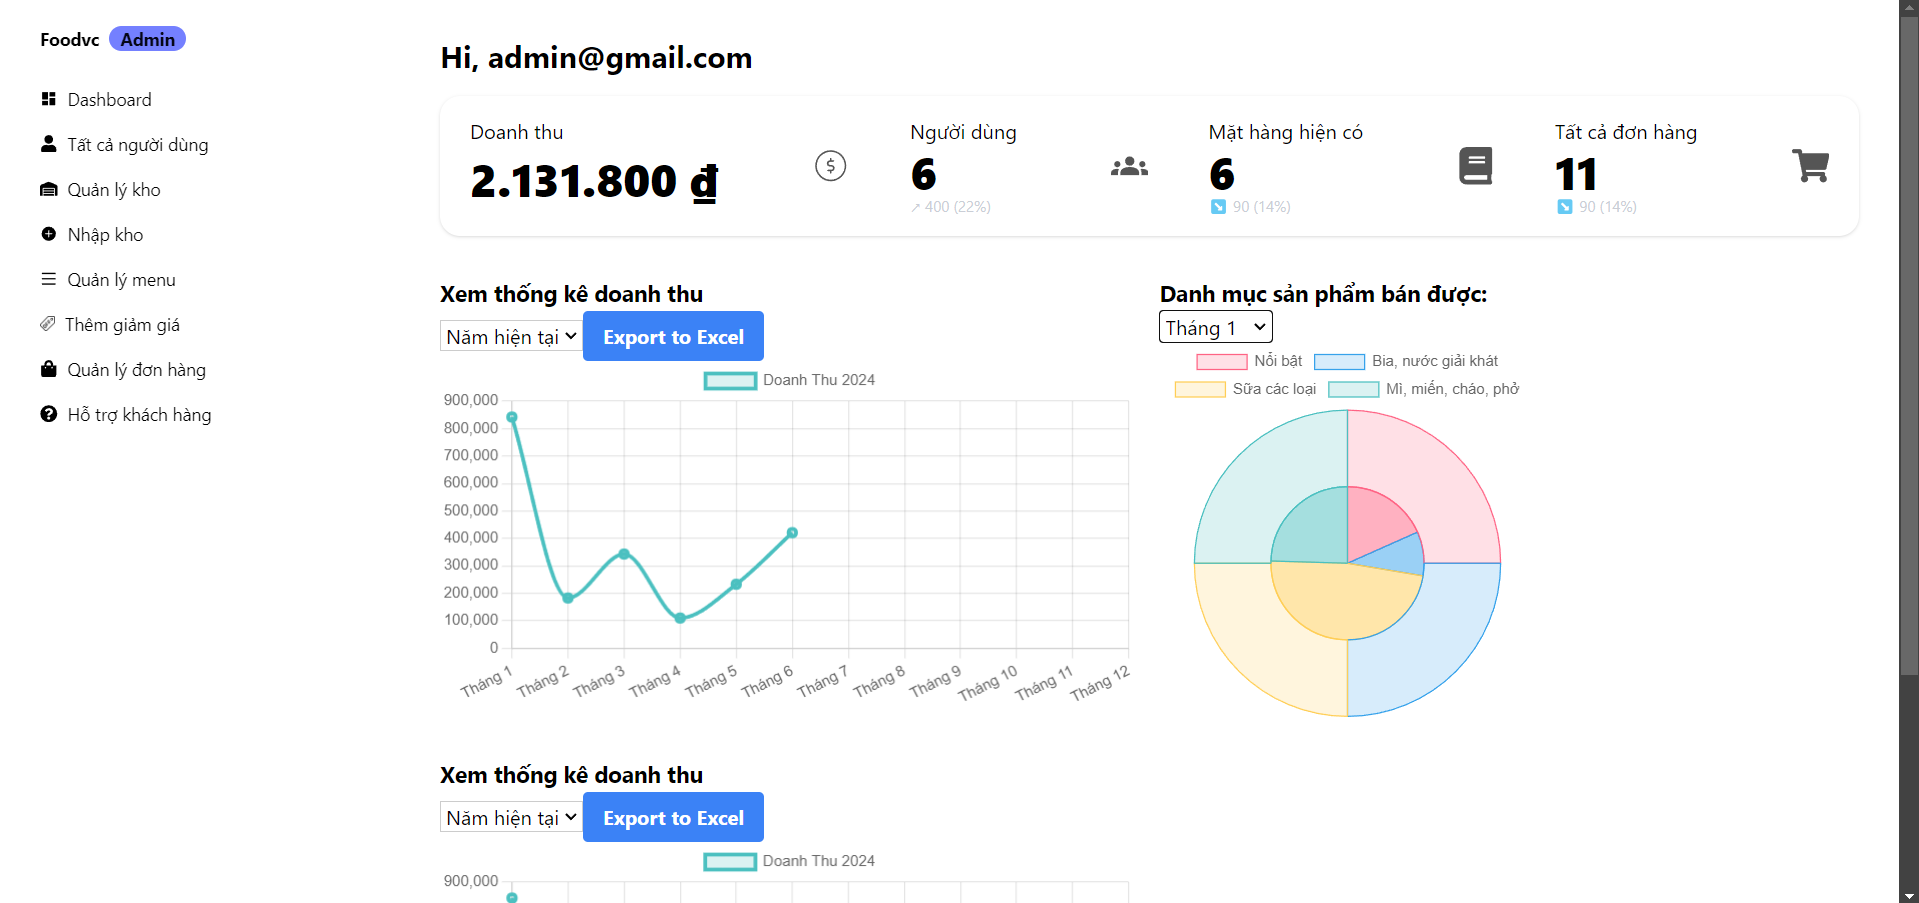 Foodvc Admin
Dashboard
Tất cả người dùng
Quản lý kho
Nhập kho
Quản lý menu
Thêm giảm giá
Quản lý đơn hàng
Hỗ trợ khách hàng
Hi, admin@gmail.com
Doanh thu
2.131.800 ₫
Người dùng
6
↗ 400 (22%)
Mặt hàng hiện có
6
↘ 90 (14%)
Tất cả đơn hàng
11
↘ 90 (14%)
Xem thống kê doanh thu
Năm hiện tại Export to Excel
Doanh Thu 2024
900,000
800,000
700,000
600,000
500,000
400,000
300,000
200,000
100,000
0
Tháng 1 Tháng 2 Tháng 3 Tháng 4 Tháng 5 Tháng 6 Tháng 7 Tháng 8 Tháng 9 Tháng 10 Tháng 11 Tháng 12
Danh mục sản phẩm bán được:
Tháng 1
Nổi bật Bia, nước giải khát
Sữa các loại Mì, miến, cháo, phở
Xem thống kê doanh thu
Năm hiện tại Export to Excel
Doanh Thu 2024
900,000